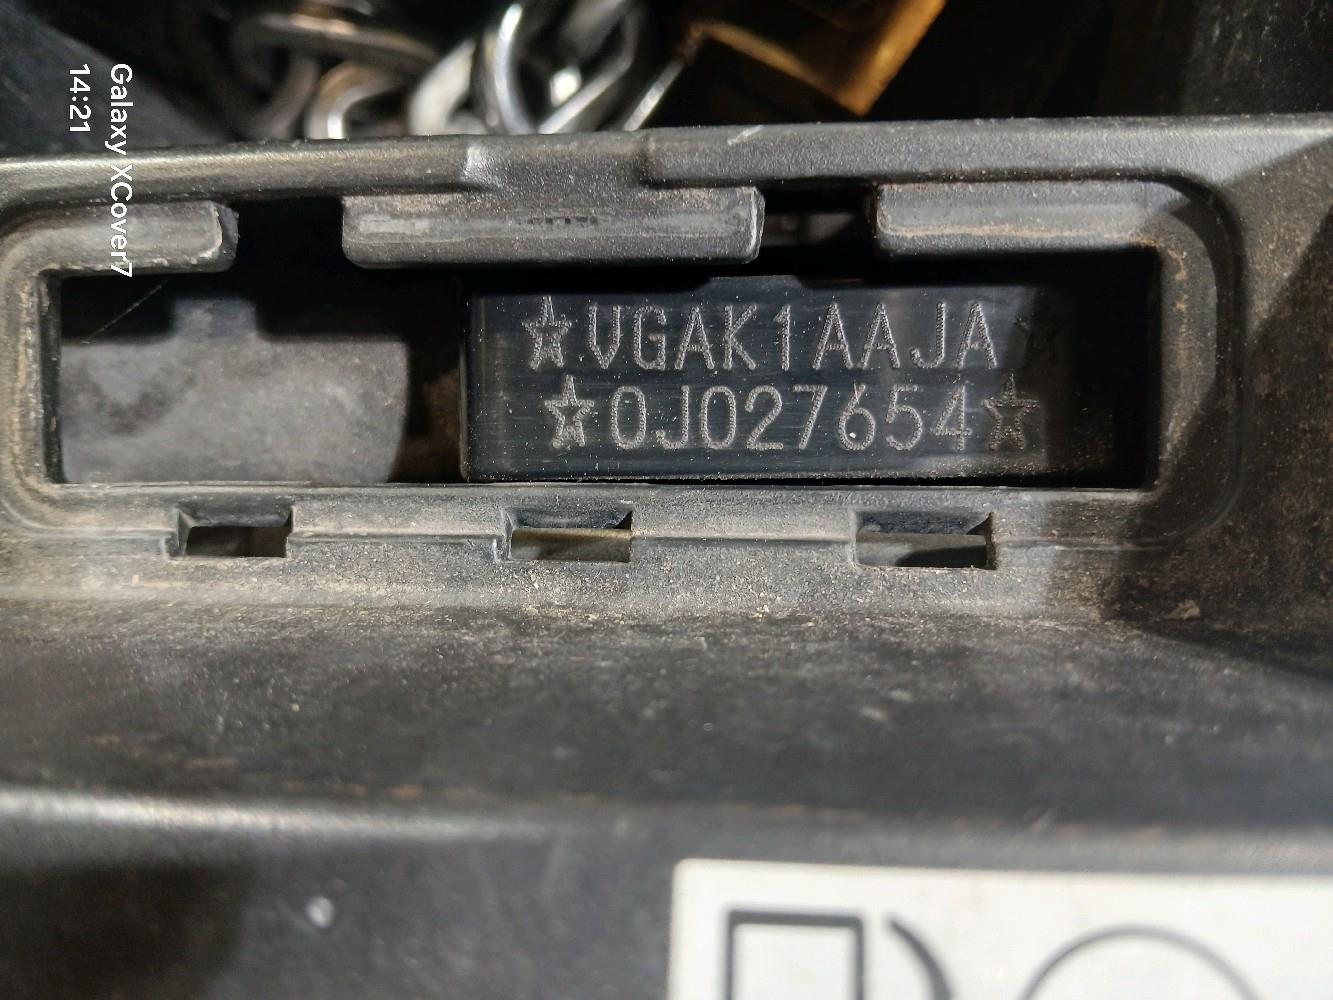 ☆VGAK1AAJA☆
☆0J027654☆
Galaxy XCover7
14:21